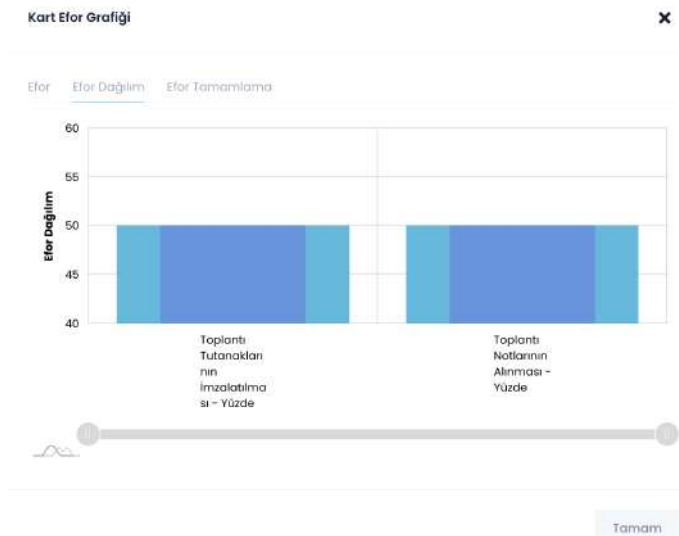 Kart Efor Grafiği
Efor Efor Dağılım Efor Tamamlama
60
55
50
45
40
Efor Dağılım
Toplantı
Tutanakları
nın
İmzalatılma
sı - Yüzde
Toplantı
Notlarının
Alınması -
Yüzde
Tamam